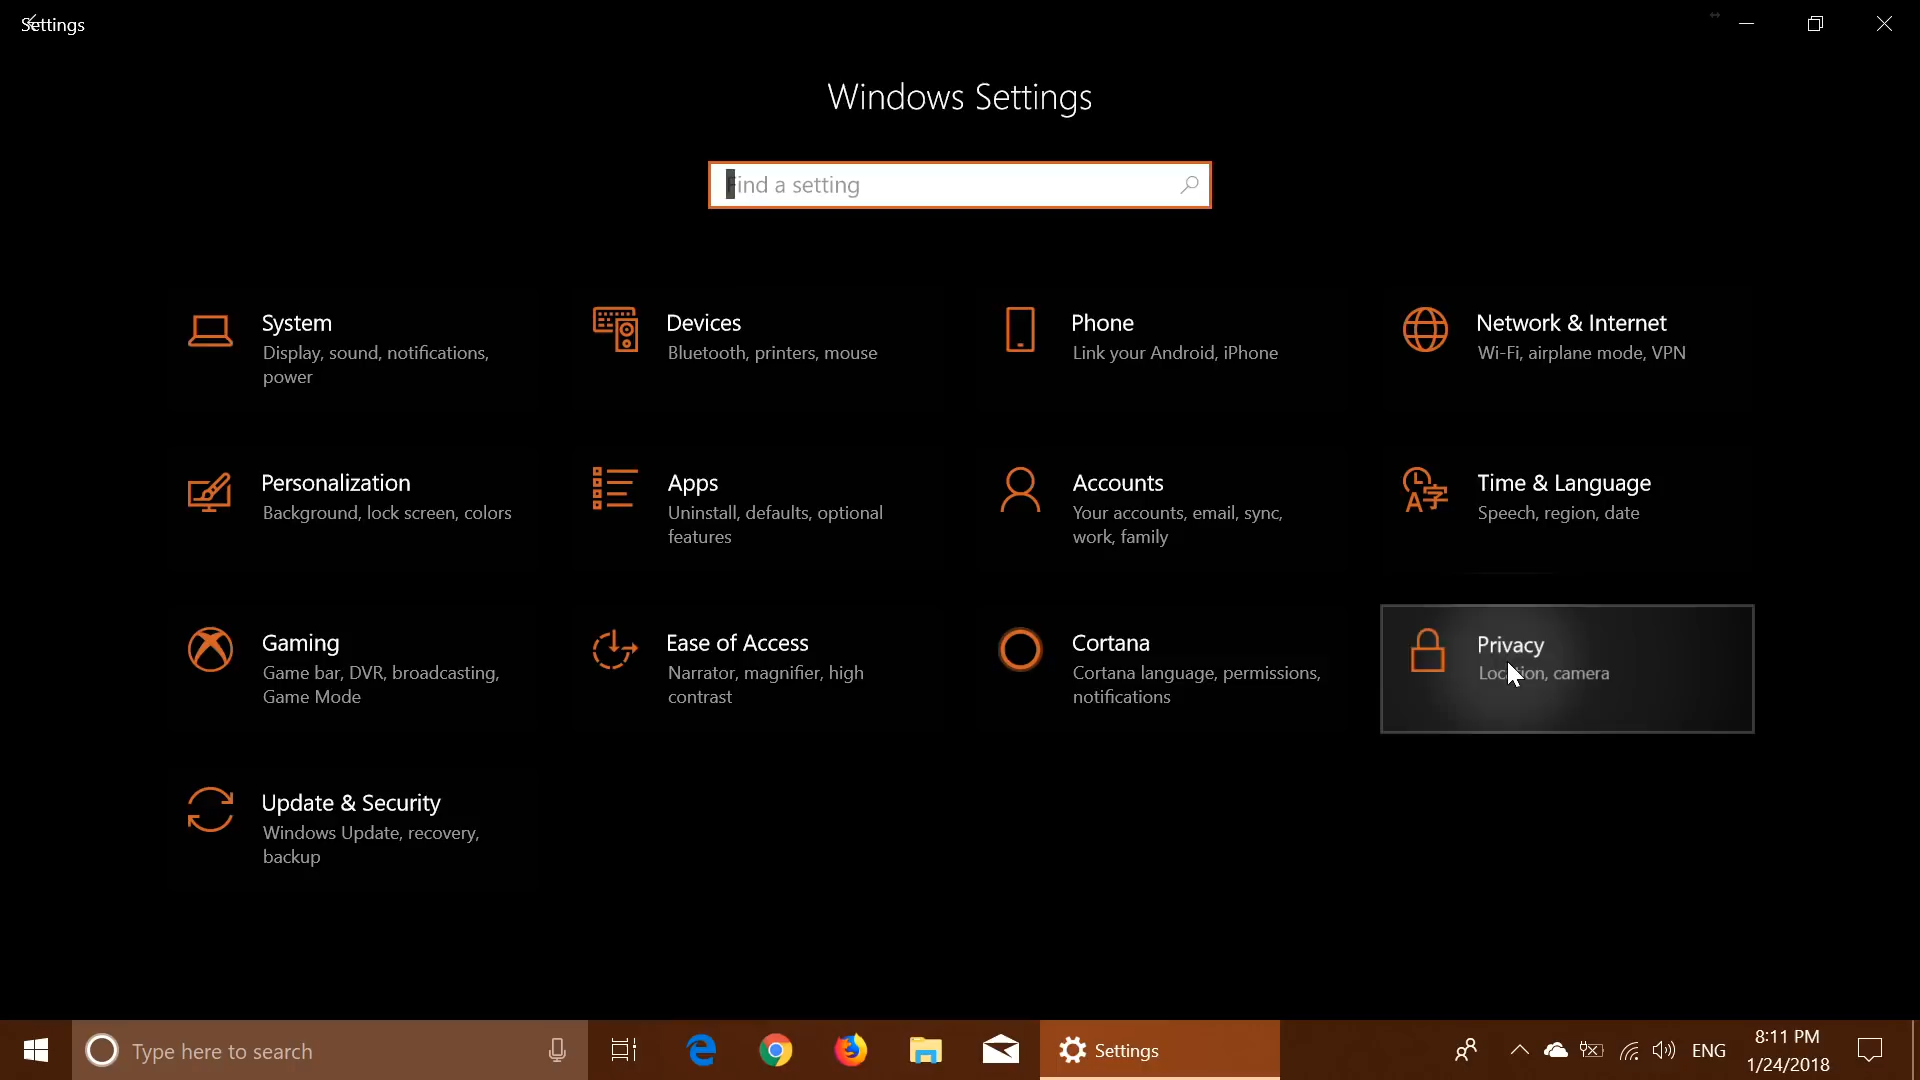 Settings
Windows Settings
Find a setting
System
Display, sound, notifications,
power
Devices
Bluetooth, printers, mouse
Phone
Link your Android, iPhone
Network & Internet
Wi-Fi, airplane mode, VPN
Personalization
Background, lock screen, colors
Apps
Uninstall, defaults, optional
features
Accounts
Your accounts, email, sync,
work, family
Time & Language
Speech, region, date
Gaming
Game bar, DVR, broadcasting,
Game Mode
Ease of Access
Narrator, magnifier, high
contrast
Cortana
Cortana language, permissions,
notifications
Privacy
Location, camera
Update & Security
Windows Update, recovery,
backup
Type here to search
Settings
ENG
8:11 PM
1/24/2018